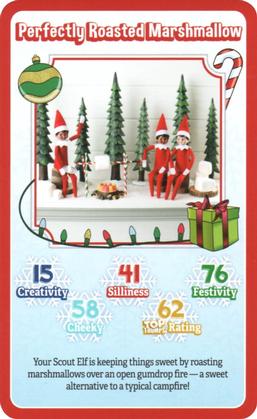 Perfectly Roasted Marshmallow
15 Creativity
41 Silliness
76 Festivity
58 Cheeky
62 TOP TRUMPS Rating
Your Scout Elf is keeping things sweet by roasting
marshmallows over an open gumdrop fire — a sweet
alternative to a typical campfire!